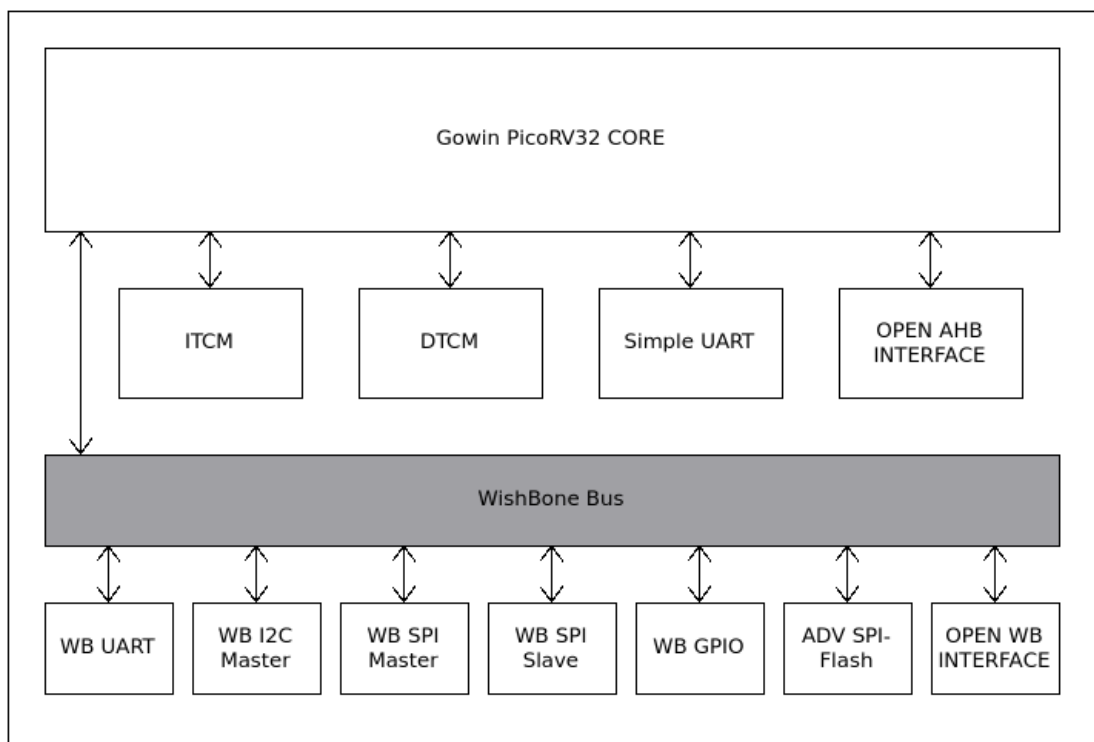 Gowin PicoRV32 CORE
ITCM
DTCM
Simple UART
OPEN AHB
INTERFACE
WishBone Bus
WB UART
WB I2C
Master
WB SPI
Master
WB SPI
Slave
WB GPIO
ADV SPI-
Flash
OPEN WB
INTERFACE